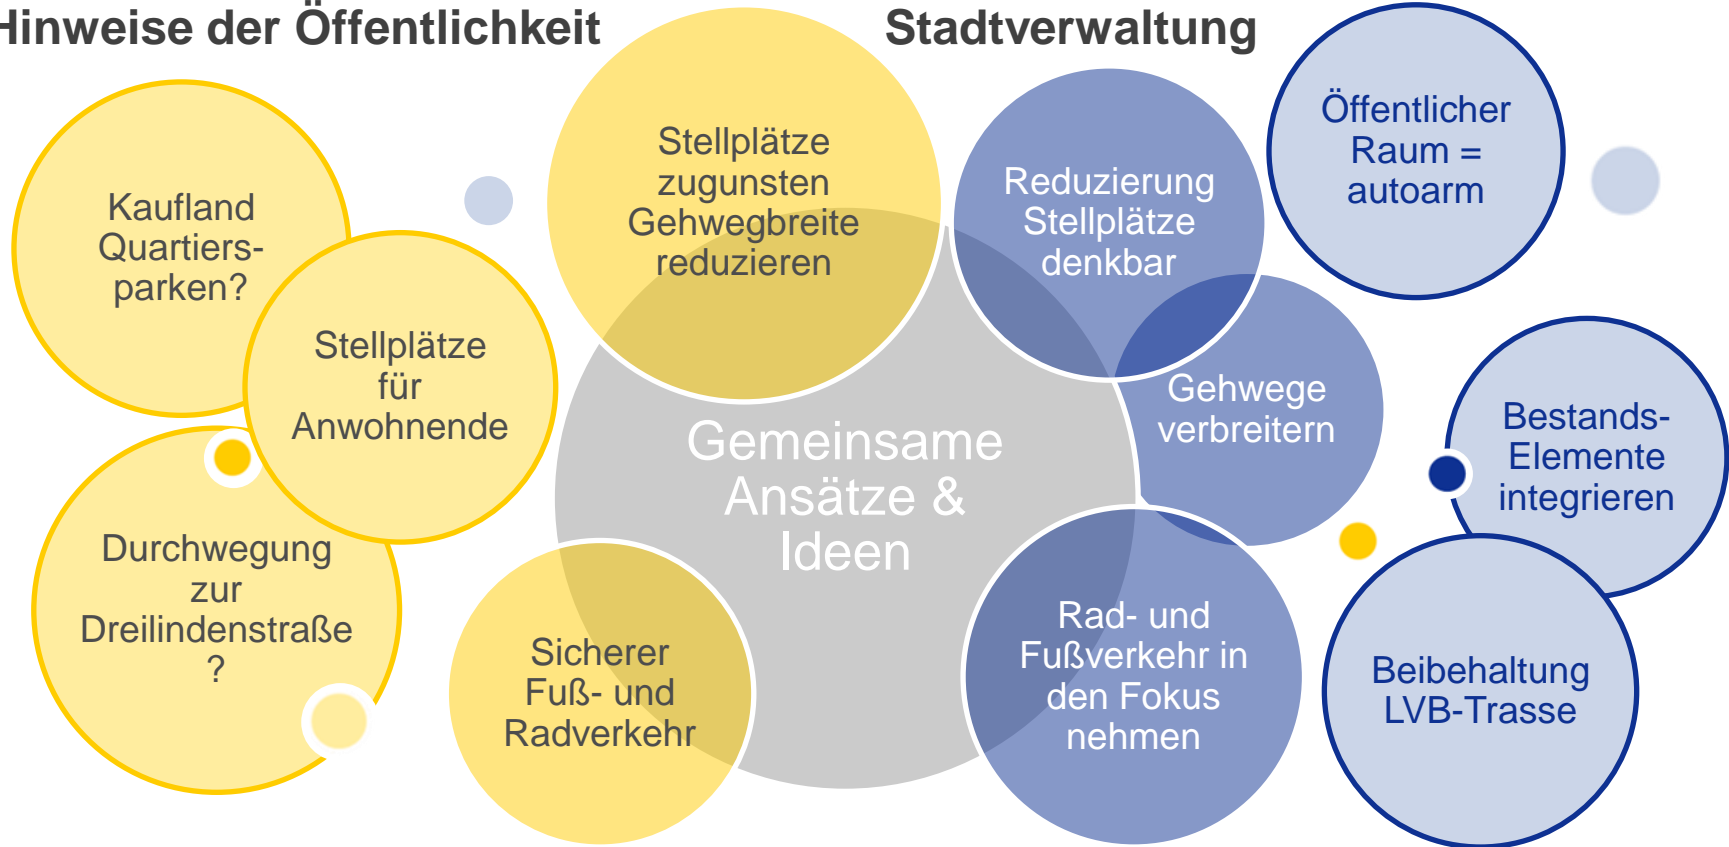 Hinweise der Öffentlichkeit
Stadtverwaltung
Kaufland
Quartiers-
parken?
Stellplätze
für
Anwohnende
Durchwegung
zur
Dreilindenstraße
?
Stellplätze
zugunsten
Gehwegbreite
reduzieren
Sicherer
Fuß- und
Radverkehr
Gemeinsame
Ansätze &
Ideen
Reduzierung
Stellplätze
denkbar
Gehwege
verbreitern
Rad- und
Fußverkehr in
den Fokus
nehmen
Öffentlicher
Raum =
autoarm
Bestands-
Elemente
integrieren
Beibehaltung
LVB-Trasse